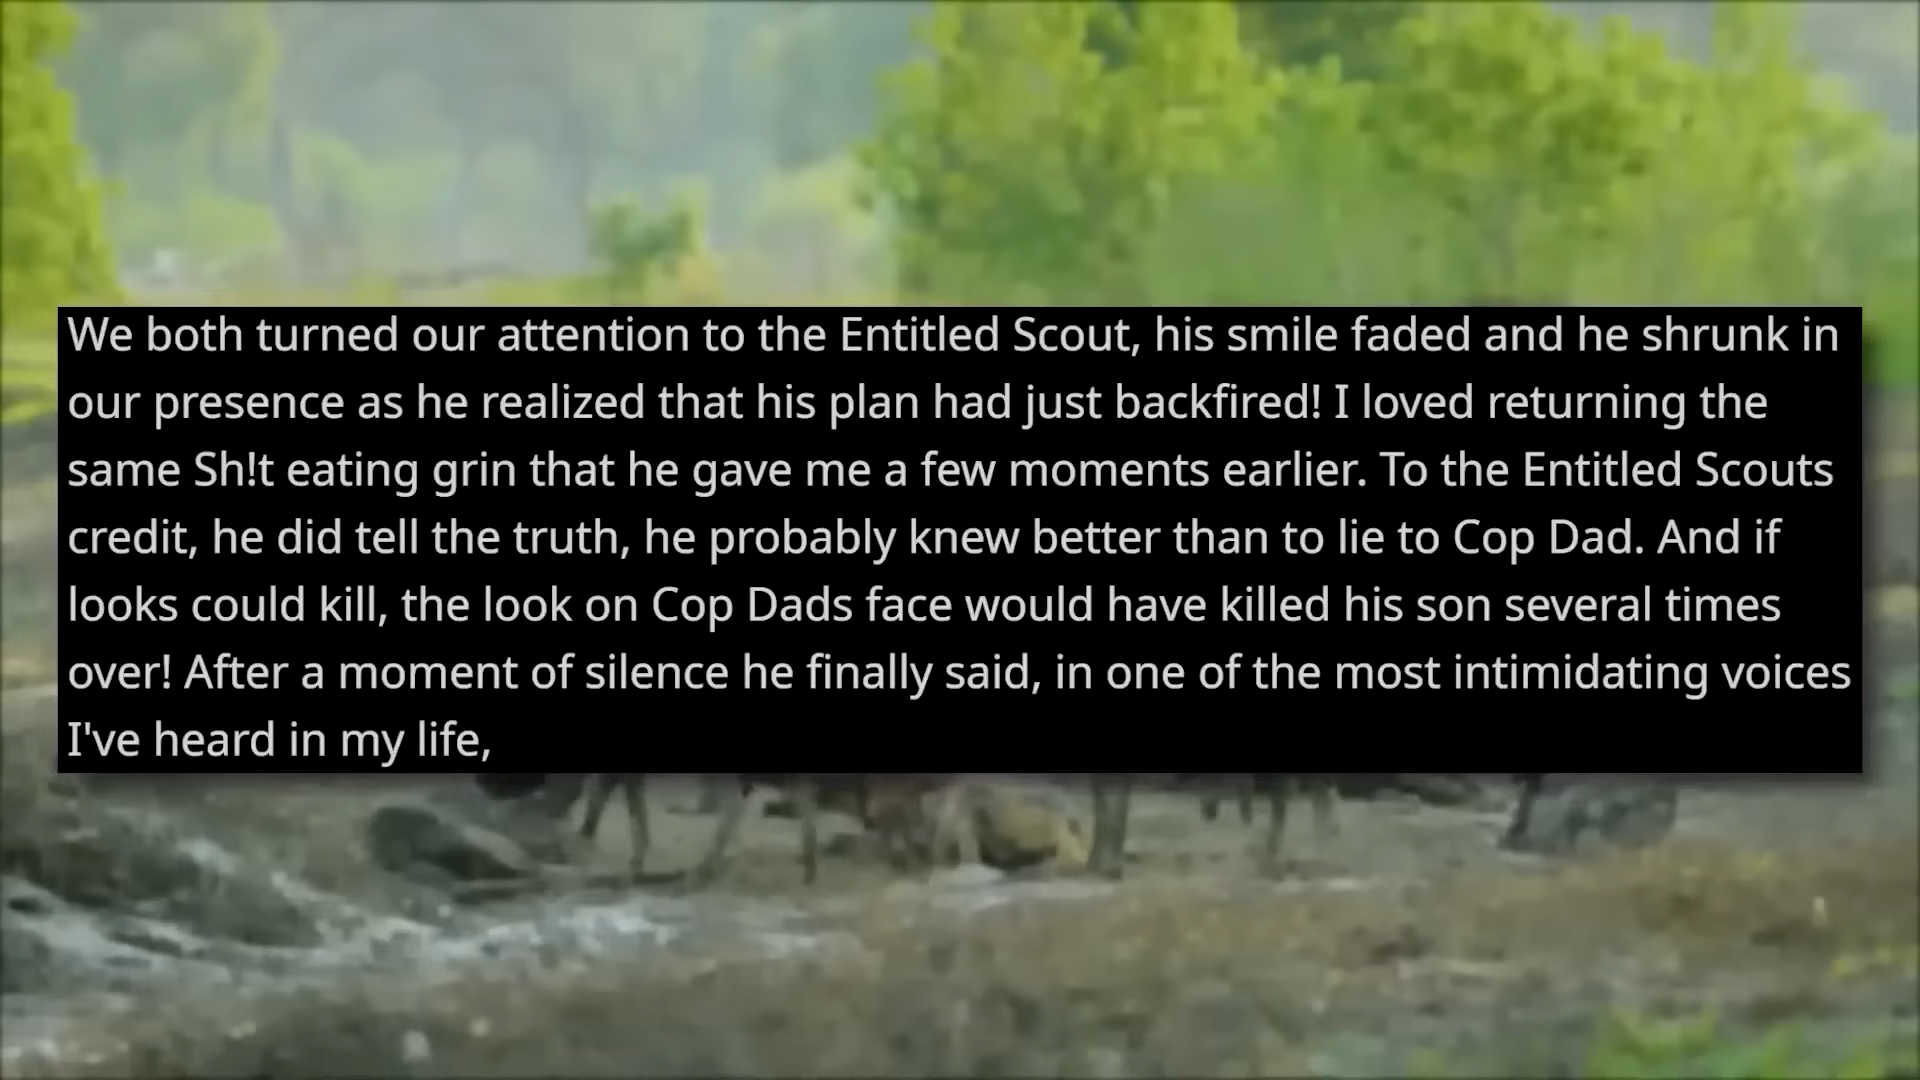 We both turned our attention to the Entitled Scout, his smile faded and he shrunk in
our presence as he realized that his plan had just backfired! I loved returning the
same Sh!t eating grin that he gave me a few moments earlier. To the Entitled Scouts
credit, he did tell the truth, he probably knew better than to lie to Cop Dad. And if
looks could kill, the look on Cop Dads face would have killed his son several times
over! After a moment of silence he finally said, in one of the most intimidating voices
I've heard in my life,